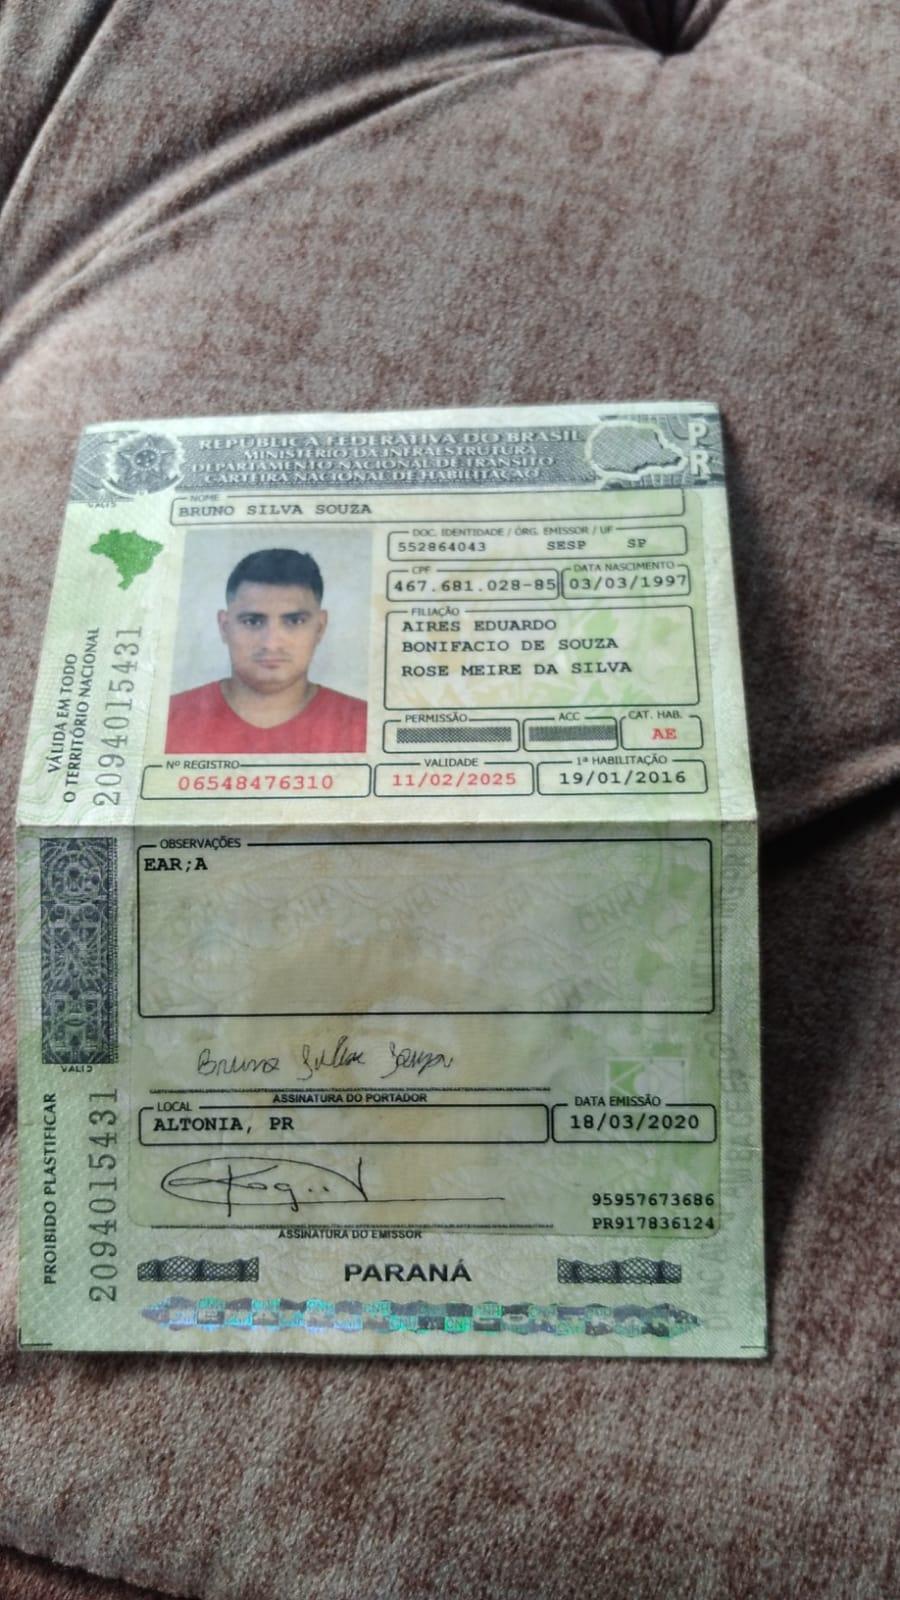 REPÚBLICA FEDERATIVA DO BRASIL
MINISTÉRIO DA INFRAESTRUTURA
DEPARTAMENTO NACIONAL DE TRÂNSITO
CARTEIRA NACIONAL DE HABILITAÇÃO
PR
NOME
BRUNO SILVA SOUZA
DOC. IDENTIDADE / ÓRG. EMISSOR / UF
552864043 SESP SP
CPF
467.681.028-85
DATA NASCIMENTO
03/03/1997
FILIAÇÃO
AIRES EDUARDO
BONIFACIO DE SOUZA
ROSE MEIRE DA SILVA
PERMISSÃO
ACC
CAT. HAB.
AE
Nº REGISTRO
06548476310
VALIDADE
11/02/2025
1ª HABILITAÇÃO
19/01/2016
VÁLIDA EM TODO
O TERRITÓRIO NACIONAL
2094015431
OBSERVAÇÕES
EAR;A
Bruno Silva Souza
ASSINATURA DO PORTADOR
LOCAL
ALTONIA, PR
DATA EMISSÃO
18/03/2020
95957673686
PR917836124
ASSINATURA DO EMISSOR
PROIBIDO PLASTIFICAR
2094015431
PARANÁ